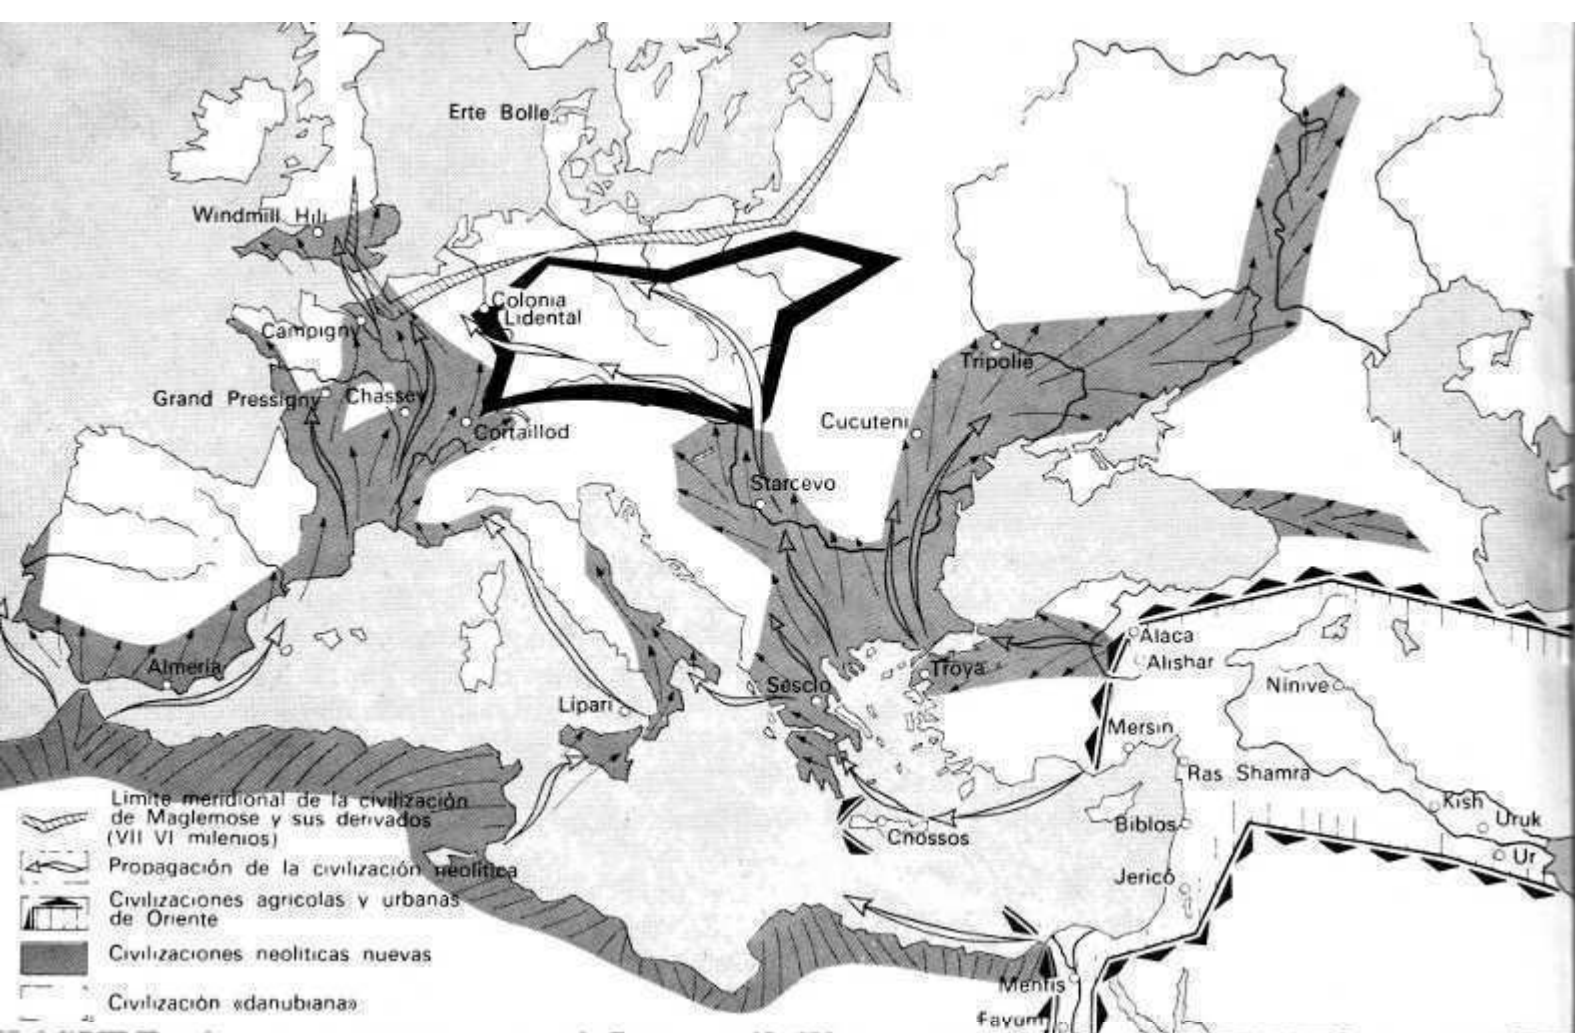 Erte Bolle
Windmill Hill
Colonia
Lidental
Campigny
Tripolie
Grand Pressigny
Chassey
Cucuteni
Cortaillod
Starcevo
Alaca
Alishar
Almeria
Troya
Sesclo
Ninive
Lipari
Mersin
Ras Shamra
Kish
Uruk
Cnossos
Biblos
Ur
Jericó
Menfis
Fayum
Limite meridional de la civilización
de Maglemose y sus derivados
(VII VI milenios)
Propagación de la civilización neolítica
Civilizaciones agricolas y urbanas
de Oriente
Civilizaciones neolíticas nuevas
Civilización «danubiana»